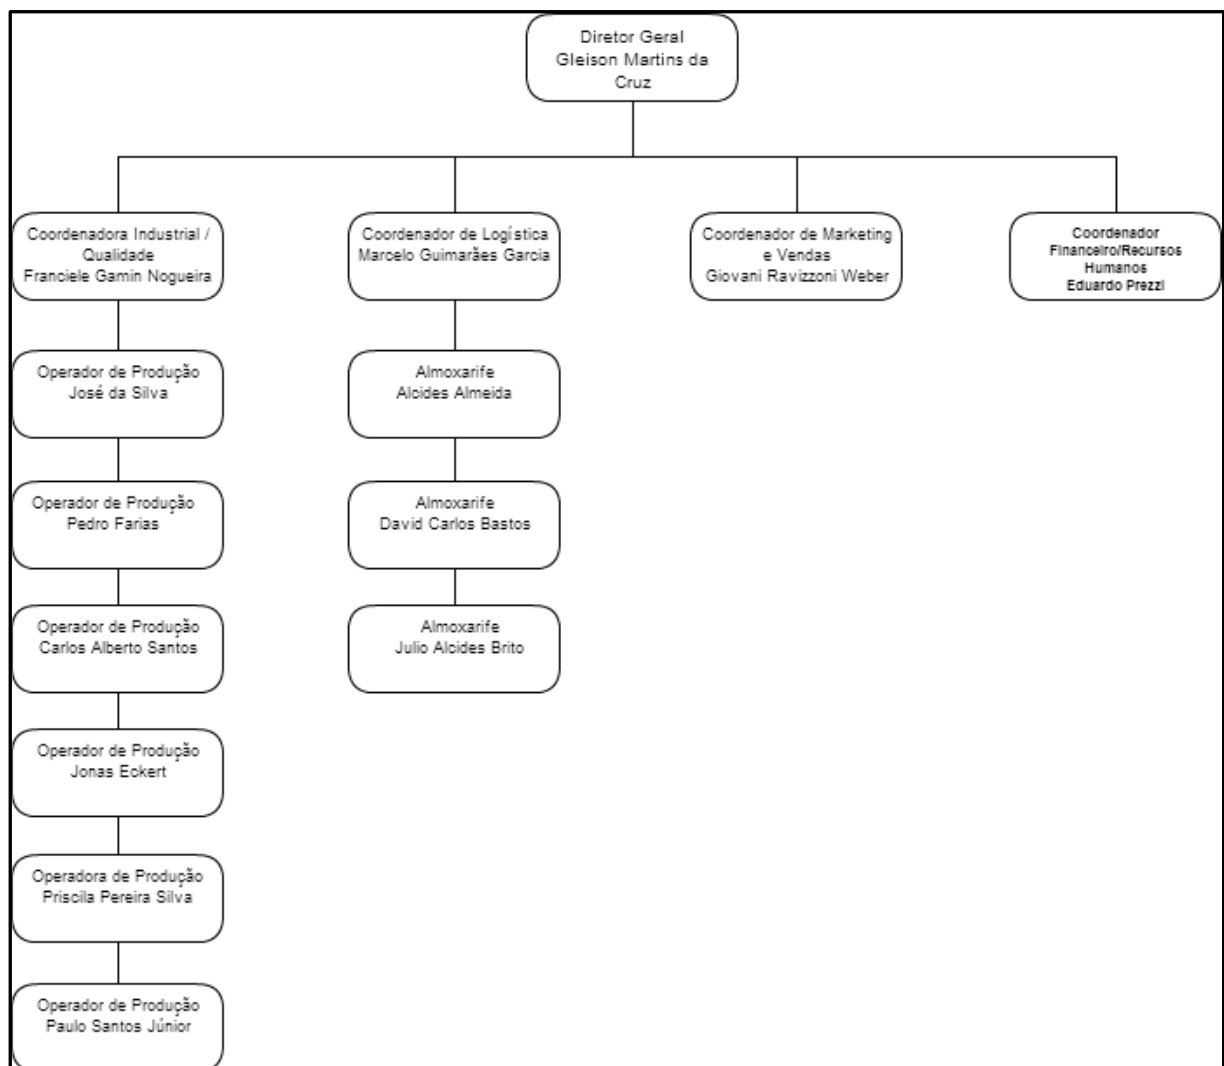 Diretor Geral
Gleison Martins da
Cruz
Coordenadora Industrial /
Qualidade
Franciele Gamin Nogueira
Coordenador de Logística
Marcelo Guimarães Garcia
Coordenador de Marketing
e Vendas
Giovani Ravizzoni Weber
Coordenador
Financeiro/Recursos
Humanos
Eduardo Prezzi
Operador de Produção
José da Silva
Almoxarife
Alcides Almeida
Operador de Produção
Pedro Farias
Almoxarife
David Carlos Bastos
Operador de Produção
Carlos Alberto Santos
Almoxarife
Julio Alcides Brito
Operador de Produção
Jonas Eckert
Operadora de Produção
Priscila Pereira Silva
Operador de Produção
Paulo Santos Júnior